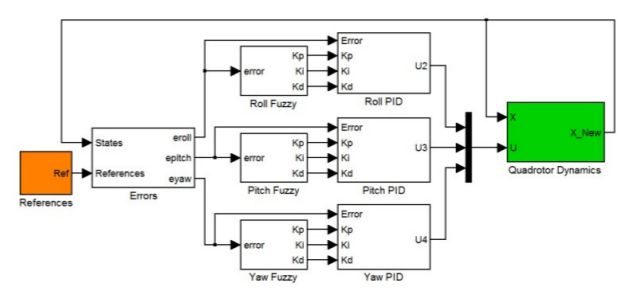 Error
Kp
Kp
error
Ki
Ki
U2
Kd
Kd
Roll Fuzzy
Roll PID
States
eroll
epitch
References
eyaw
Errors
Ref
References
Error
Kp
Kp
error
Ki
Ki
U3
Kd
Kd
Pitch Fuzzy
Pitch PID
Error
Kp
Kp
error
Ki
Ki
U4
Kd
Kd
Yaw Fuzzy
Yaw PID
X
X_New
U
Quadrotor Dynamics